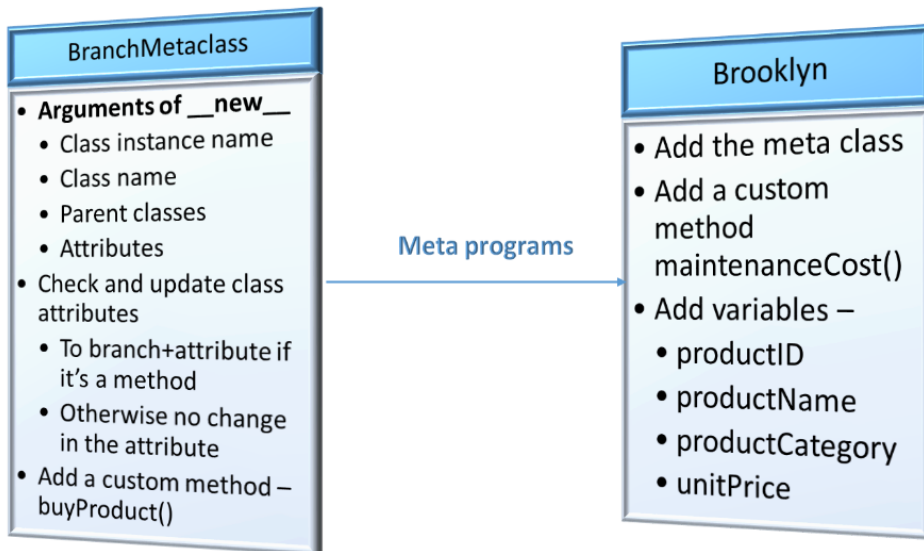 BranchMetaclass
• Arguments of __new__
• Class instance name
• Class name
• Parent classes
• Attributes
• Check and update class
attributes
• To branch+attribute if
it's a method
• Otherwise no change
in the attribute
• Add a custom method –
buyProduct()
Meta programs
Brooklyn
• Add the meta class
• Add a custom
method
maintenanceCost()
• Add variables –
• productID
• productName
• productCategory
• unitPrice